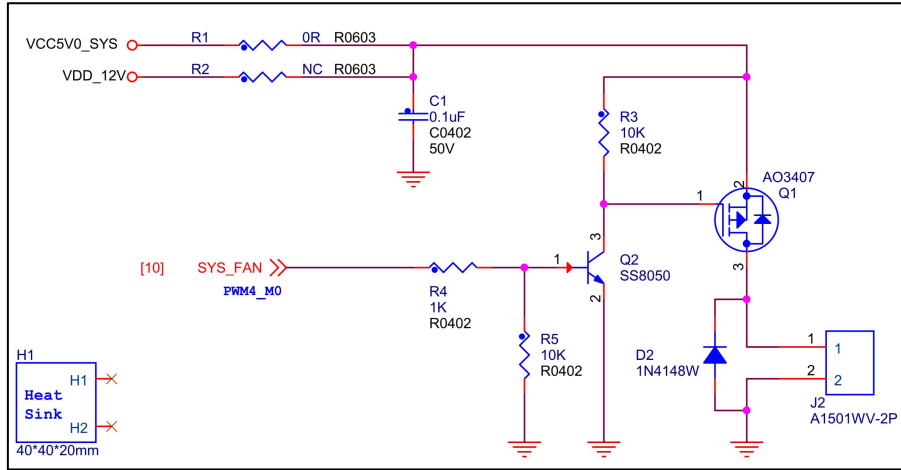 VCC5V0_SYS R1 0R R0603
VDD_12V R2 NC R0603
C1
0.1uF
C0402
50V
R3
10K
R0402
AO3407
Q1
1
2
3
[10] SYS_FAN
PWM4_M0
R4
1K
R0402
1
3
2
Q2
SS8050
R5
10K
R0402
D2
1N4148W
1 1
2 2
J2
A1501WV-2P
H1
H1
Heat
Sink
H2
40*40*20mm